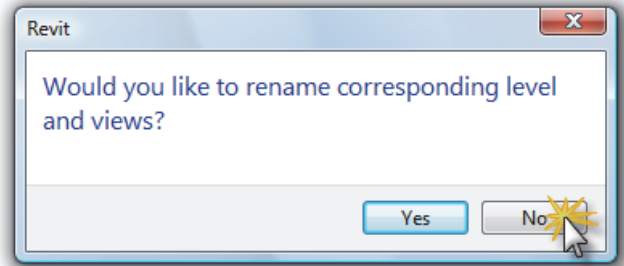 Revit
Would you like to rename corresponding level
and views?
Yes
No